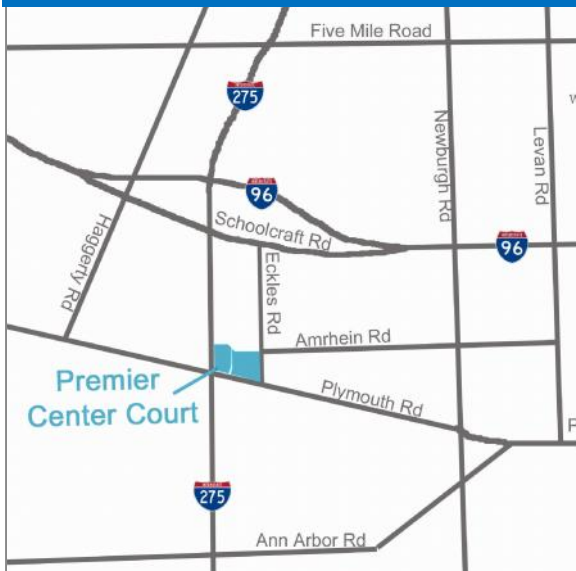 Five Mile Road
275
Newburgh Rd
Levan Rd
96
Schoolcraft Rd
Haggerty Rd
Eckles Rd
96
Amrhein Rd
Premier
Center Court
Plymouth Rd
275
Ann Arbor Rd